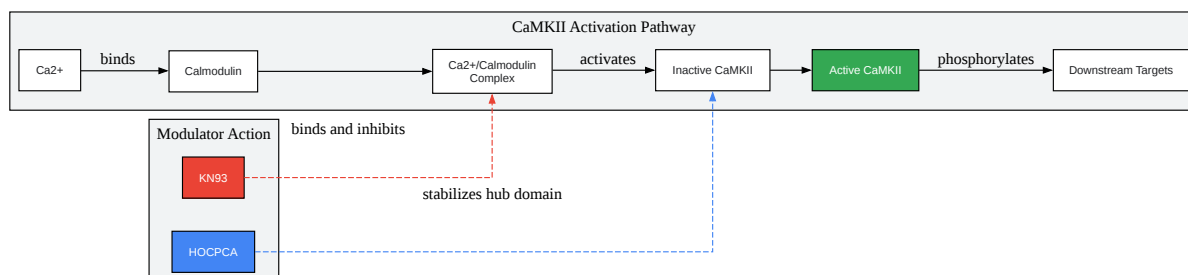 CaMKII Activation Pathway
Ca2+
binds
Calmodulin
Ca2+/Calmodulin
Complex
activates
Inactive CaMKII
Active CaMKII
phosphorylates
Downstream Targets
Modulator Action
binds and inhibits
KN93
stabilizes hub domain
HOCPCA